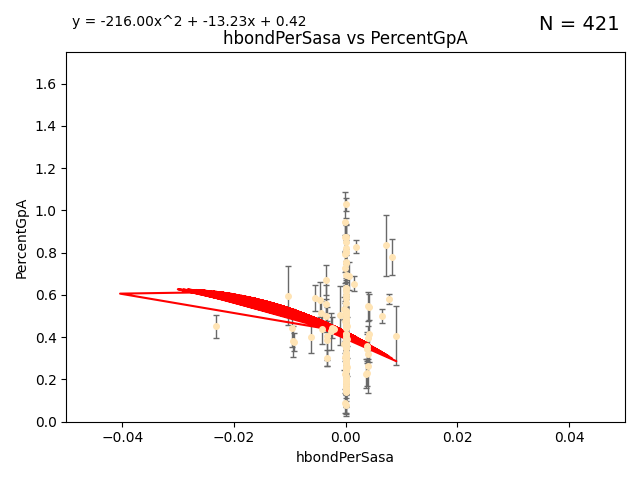 y = -216.00x^2 + -13.23x + 0.42
N = 421
hbondPerSasa vs PercentGpA
1.6
1.4
1.2
1.0
0.8
0.6
0.4
0.2
0.0
PercentGpA
−0.04 −0.02 0.00 0.02 0.04
hbondPerSasa